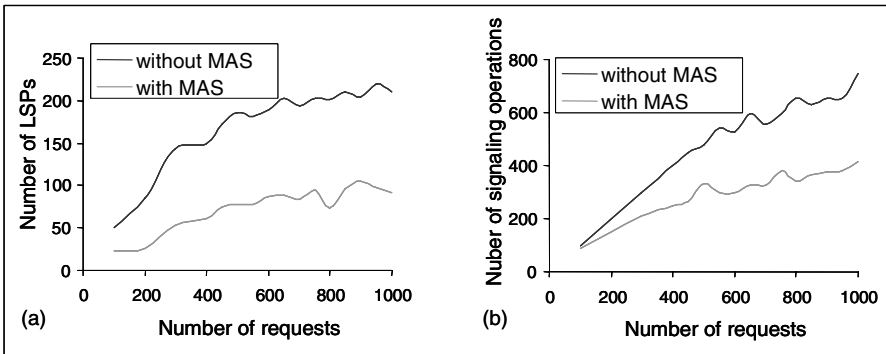 250
200
150
100
50
0
Number of LSPs
without MAS
with MAS
0 200 400 600 800 1000
Number of requests
(a)
800
600
400
200
0
Nuber of signaling operations
without MAS
with MAS
0 200 400 600 800 1000
Number of requests
(b)